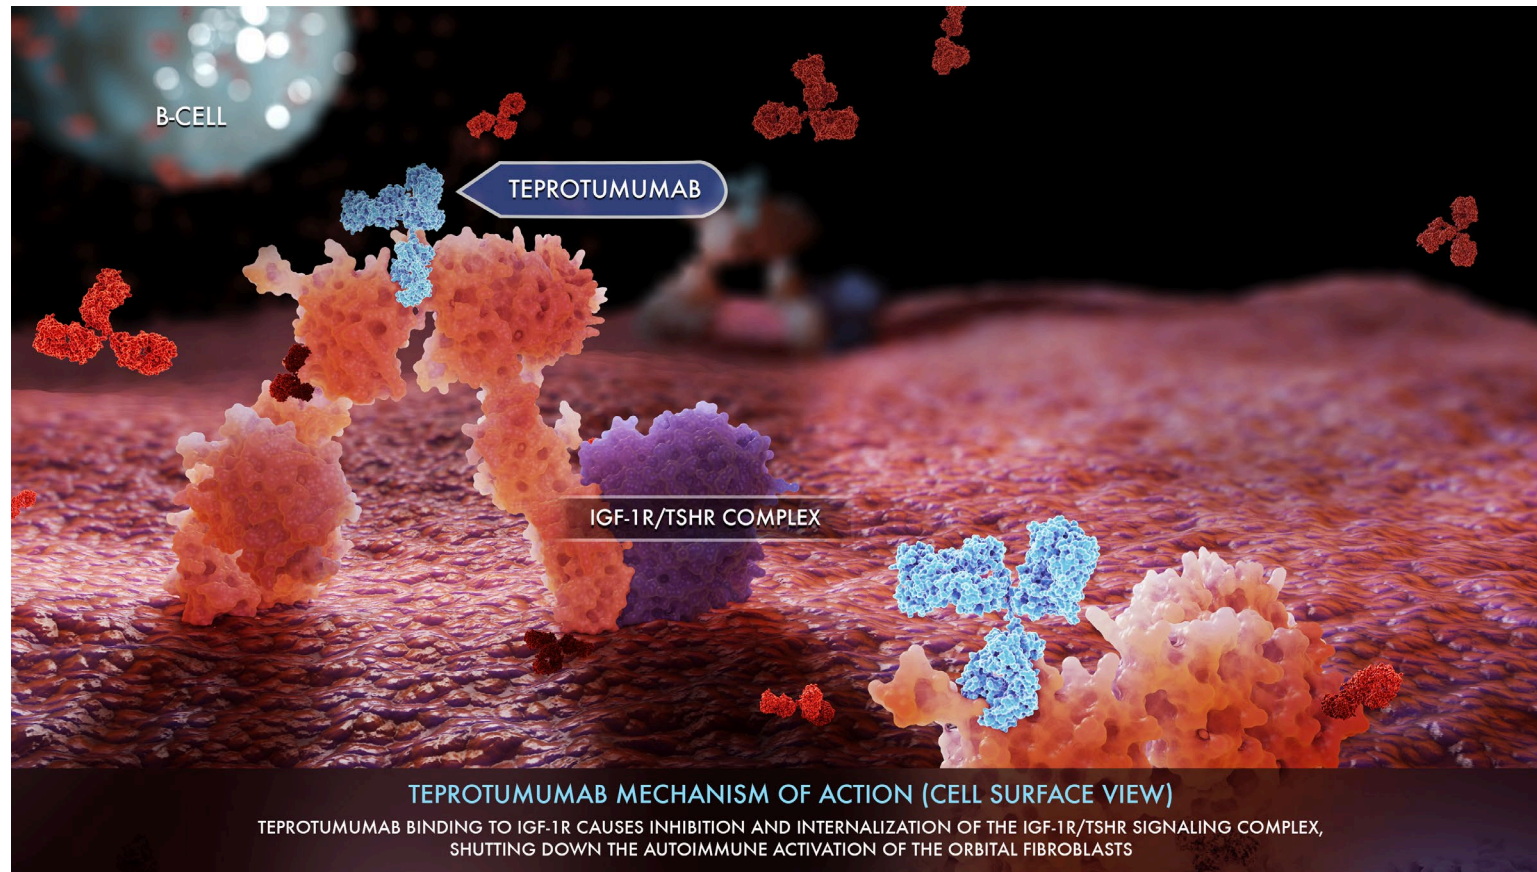 B-CELL
TEPROTUMUMAB
IGF-1R/TSHR COMPLEX
TEPROTUMUMAB MECHANISM OF ACTION (CELL SURFACE VIEW)
TEPROTUMUMAB BINDING TO IGF-1R CAUSES INHIBITION AND INTERNALIZATION OF THE IGF-1R/TSHR SIGNALING COMPLEX,
SHUTTING DOWN THE AUTOIMMUNE ACTIVATION OF THE ORBITAL FIBROBLASTS